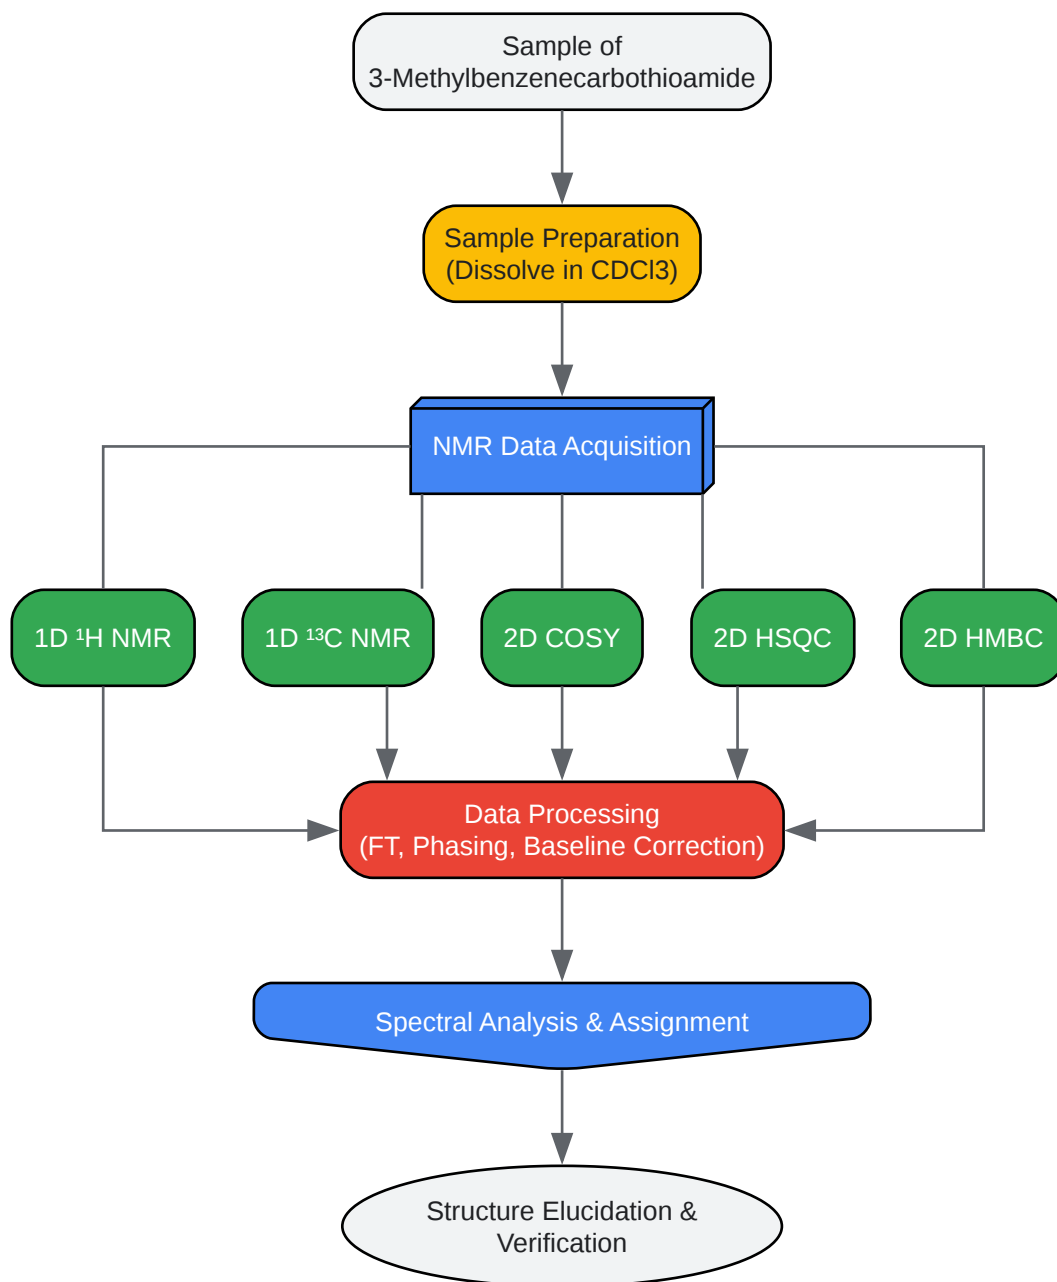 Sample of
3-Methylbenzenecarbothioamide
Sample Preparation
(Dissolve in CDCl3)
NMR Data Acquisition
1D ¹H NMR
1D ¹³C NMR
2D COSY
2D HSQC
2D HMBC
Data Processing
(FT, Phasing, Baseline Correction)
Spectral Analysis & Assignment
Structure Elucidation &
Verification